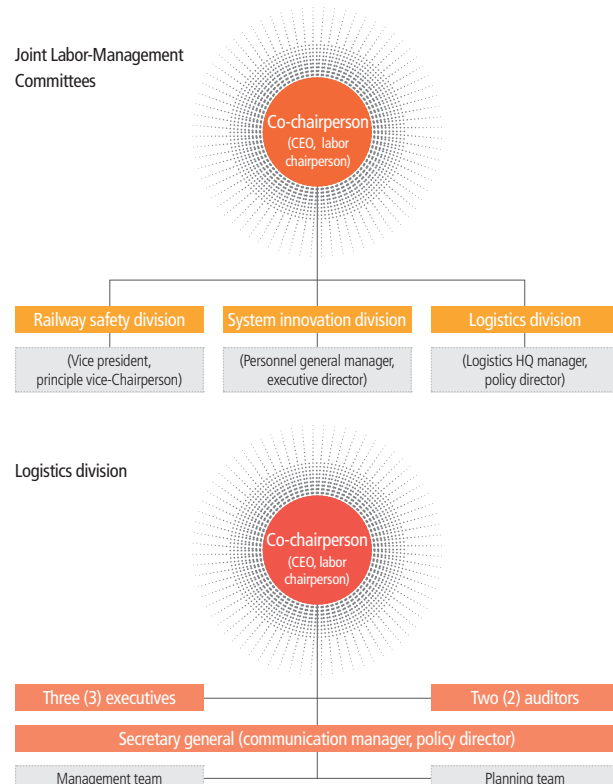 Joint Labor-Management
Committees
Co-chairperson
(CEO, labor
chairperson)
Railway safety division
System innovation division
Logistics division
(Vice president,
principle vice-Chairperson)
(Personnel general manager,
executive director)
(Logistics HQ manager,
policy director)
Logistics division
Co-chairperson
(CEO, labor
chairperson)
Three (3) executives
Two (2) auditors
Secretary general (communication manager, policy director)
Management team
Planning team